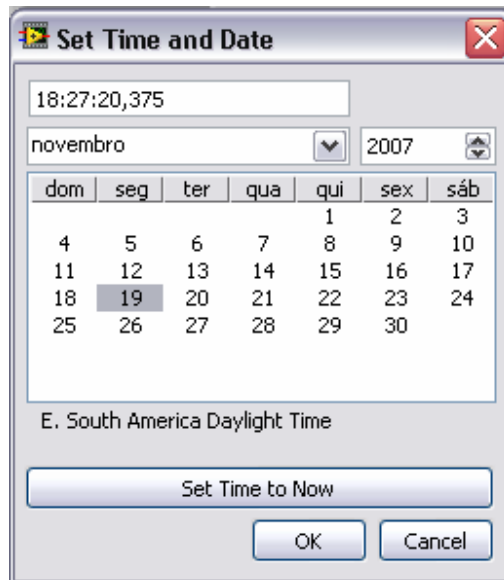 Set Time and Date
18:27:20,375
novembro 2007
dom seg ter qua qui sex sáb
1 2 3
4 5 6 7 8 9 10
11 12 13 14 15 16 17
18 19 20 21 22 23 24
25 26 27 28 29 30
E. South America Daylight Time
Set Time to Now
OK Cancel